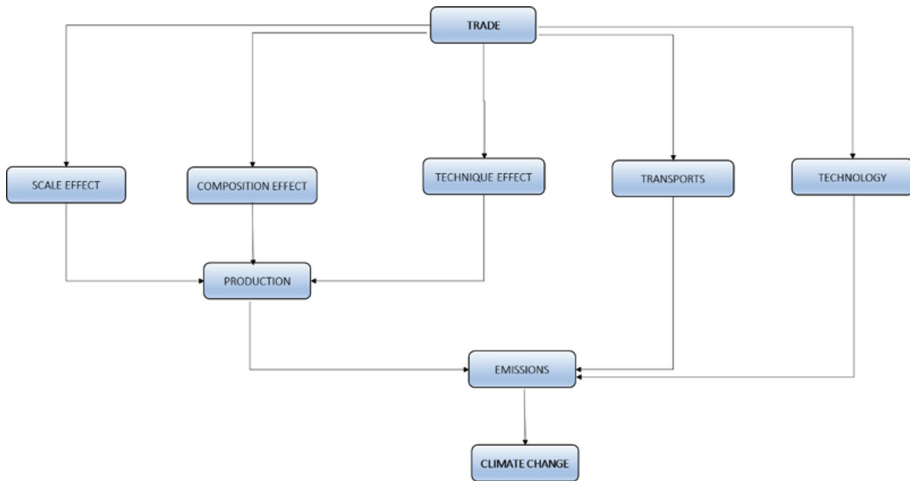 TRADE
SCALE EFFECT
COMPOSITION EFFECT
TECHNIQUE EFFECT
TRANSPORTS
TECHNOLOGY
PRODUCTION
EMISSIONS
CLIMATE CHANGE